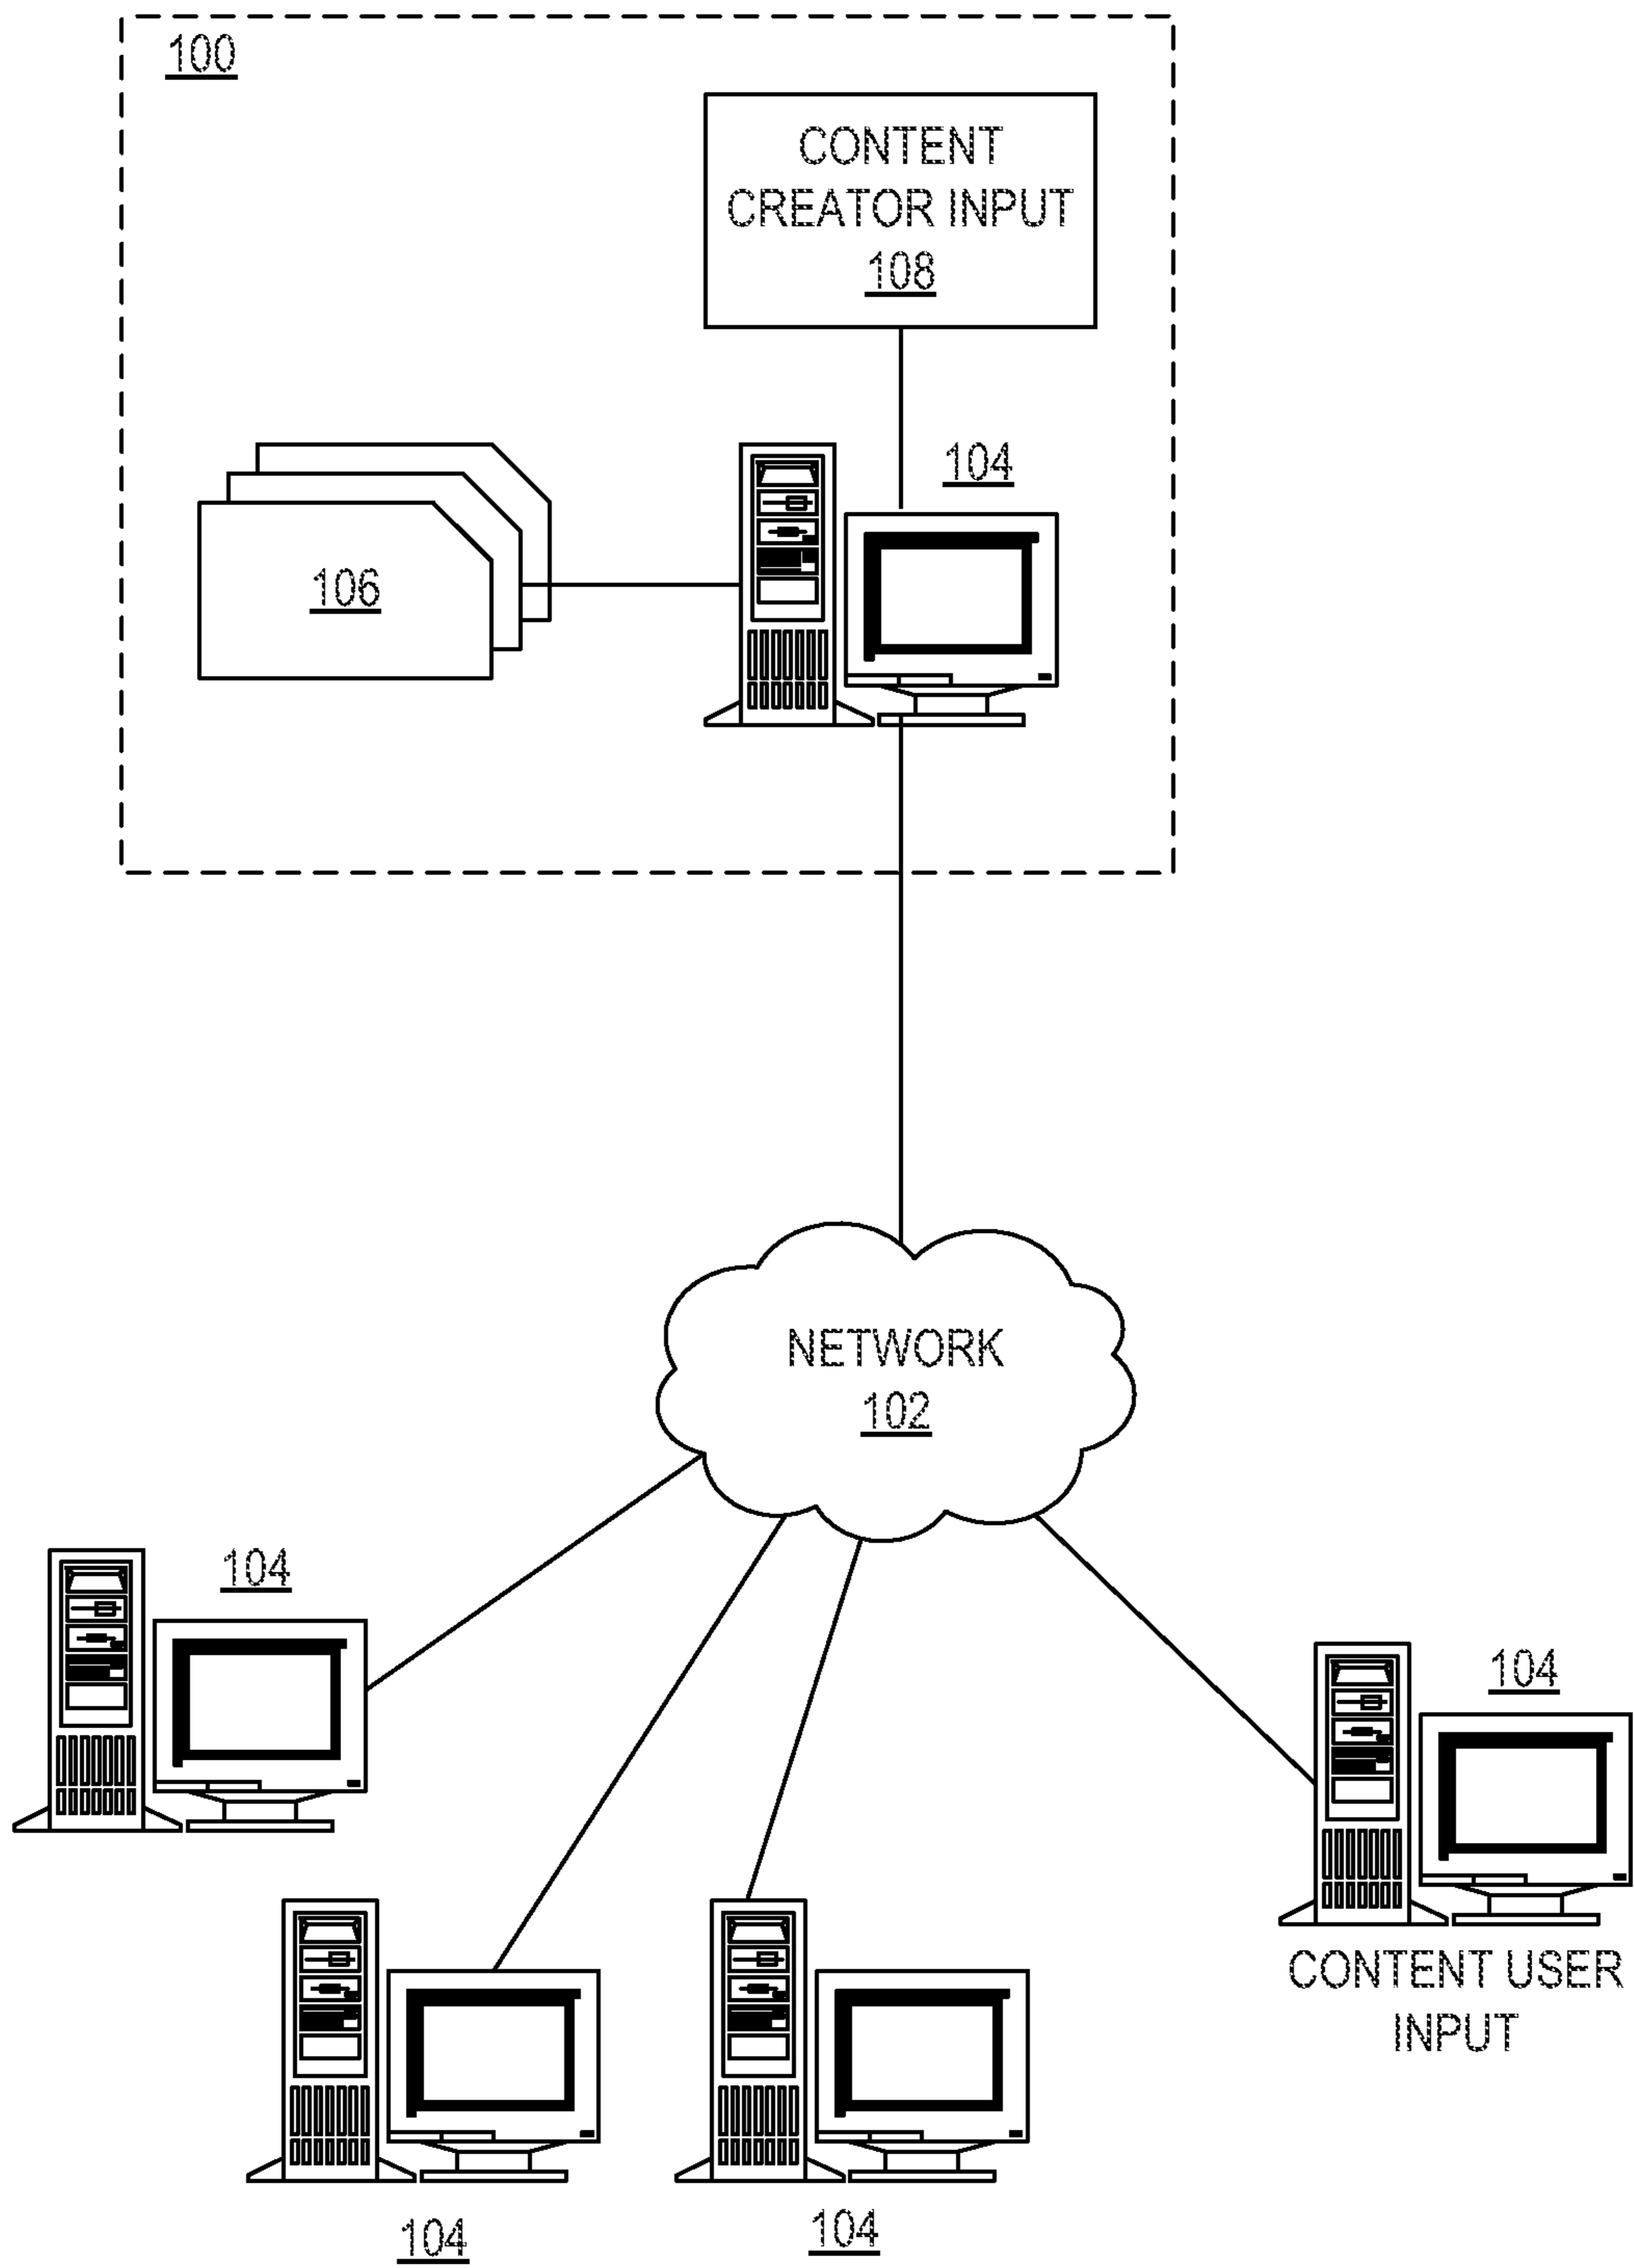 100
CONTENT
CREATOR INPUT
108
104
106
NETWORK
102
104
104
CONTENT USER
INPUT
104
104